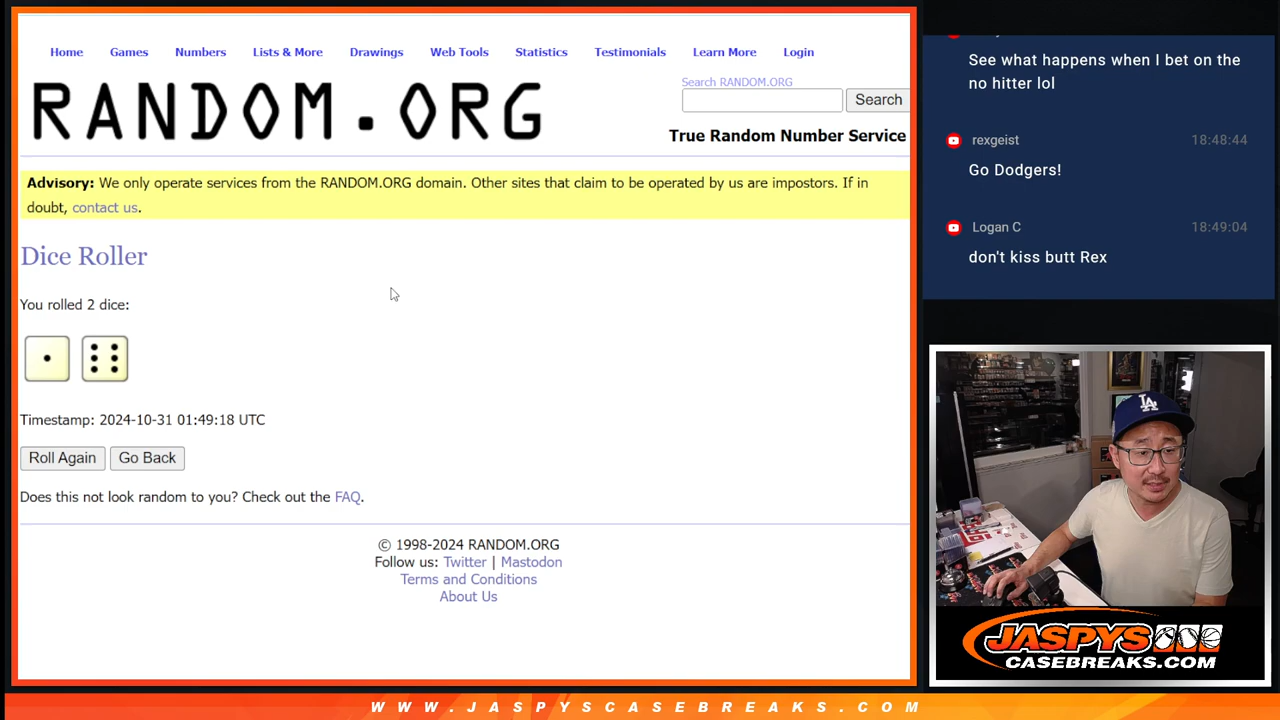 Home Games Numbers Lists & More Drawings Web Tools Statistics Testimonials Learn More Login
RANDOM.ORG
Search RANDOM.ORG
Search
True Random Number Service
Advisory: We only operate services from the RANDOM.ORG domain. Other sites that claim to be operated by us are impostors. If in
doubt, contact us.
Dice Roller
You rolled 2 dice:
Timestamp: 2024-10-31 01:49:18 UTC
Roll Again Go Back
Does this not look random to you? Check out the FAQ.
© 1998-2024 RANDOM.ORG
Follow us: Twitter | Mastodon
Terms and Conditions
About Us
See what happens when I bet on the
no hitter lol
rexgeist 18:48:44
Go Dodgers!
Logan C 18:49:04
don't kiss butt Rex
LA
JASPYS
CASEBREAKS.COM
WWW.JASPYSCASEBREAKS.COM